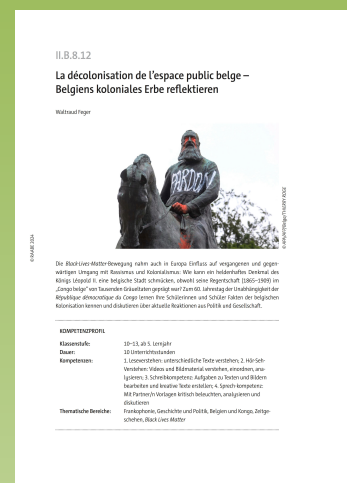 II.B.8.12
La décolonisation de l'espace public belge –
Belgiens koloniales Erbe reflektieren
Waltraud Feger
PARDON
© RAABE 2024
© AFA/AFP/Belga/THIERRY ROGE
Die Black-Lives-Matter-Bewegung nahm auch in Europa Einfluss auf vergangenen und gegen-
wärtigen Umgang mit Rassismus und Kolonialismus: Wie kann ein heldenhaftes Denkmal des
Königs Léopold II. eine belgische Stadt schmücken, obwohl seine Regentschaft (1865–1909) im
„Congo belge" von Tausenden Gräueltaten geprägt war? Zum 60. Jahrestag der Unabhängigkeit der
République démocratique du Congo lernen Ihre Schülerinnen und Schüler Fakten der belgischen
Kolonisation kennen und diskutieren über aktuelle Reaktionen aus Politik und Gesellschaft.
KOMPETENZPROFIL
Klassenstufe: 10–13, ab 5. Lernjahr
Dauer: 10 Unterrichtsstunden
Kompetenzen: 1. Leseverstehen: unterschiedliche Texte verstehen; 2. Hör-Seh-
Verstehen: Videos und Bildmaterial verstehen, einordnen, ana-
lysieren; 3. Schreibkompetenz: Aufgaben zu Texten und Bildern
bearbeiten und kreative Texte erstellen; 4. Sprech-kompetenz:
Mit Partner/n Vorlagen kritisch beleuchten, analysieren und
diskutieren
Thematische Bereiche: Frankophonie, Geschichte und Politik, Belgien und Kongo, Zeitge-
schehen, Black Lives Matter